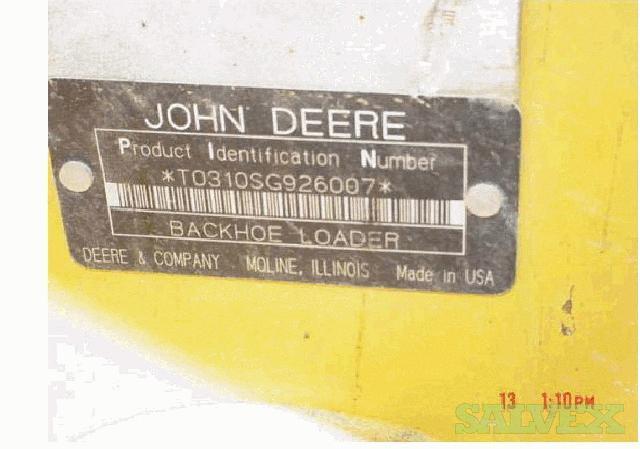 JOHN DEERE
Product Identification Number
*T0310SG926007*
BACKHOE LOADER
DEERE & COMPANY MOLINE, ILLINOIS Made in USA
13 1:10PM
SALVEX